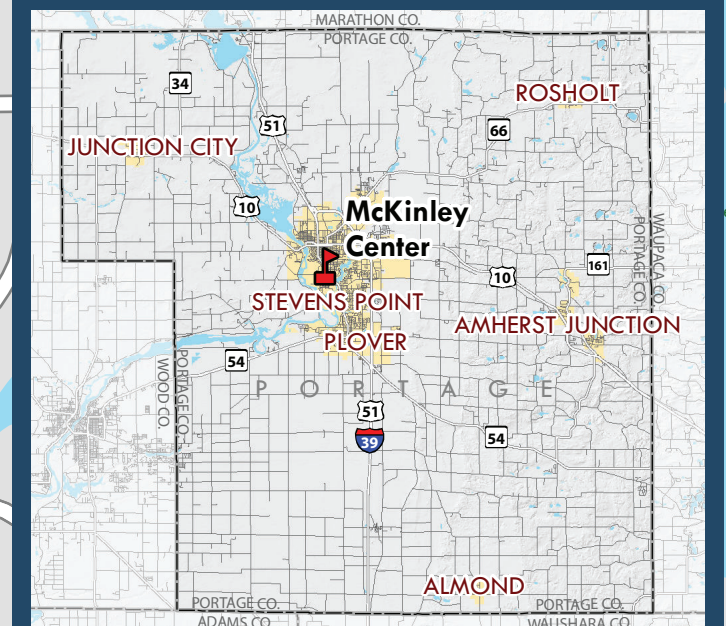 MARATHON CO.
PORTAGE CO.
34
ROSHOLT
51
66
JUNCTION CITY
10
McKinley
Center
WAUPACA CO.
PORTAGE CO.
161
10
STEVENS POINT
AMHERST JUNCTION
PLOVER
54
PORTAGE CO.
WOOD CO.
PORTAGE
51
39
54
ALMOND
PORTAGE CO.
PORTAGE CO.
ADAMS CO.
WAUSHARA CO.